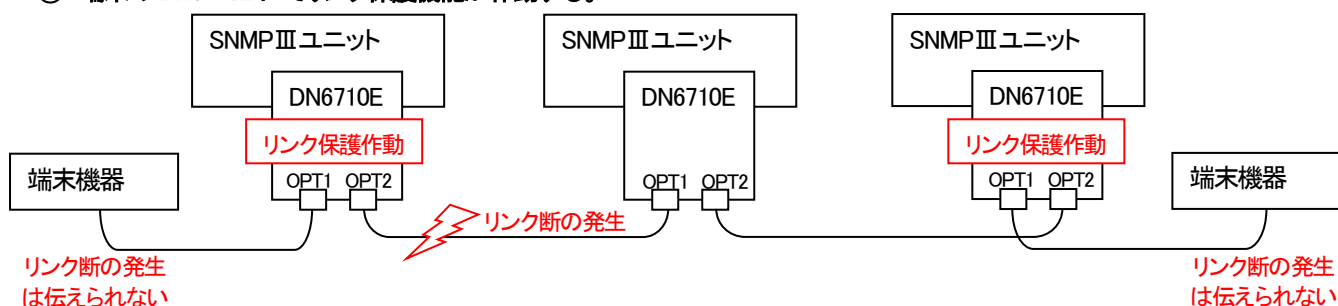 SNMPⅢユニット
SNMPⅢユニット
SNMPⅢユニット
DN6710E
DN6710E
DN6710E
リンク保護作動
リンク保護作動
端末機器
端末機器
OPT1 OPT2
OPT1 OPT2
OPT1 OPT2
リンク断の発生
リンク断の発生
は伝えられない
リンク断の発生
は伝えられない